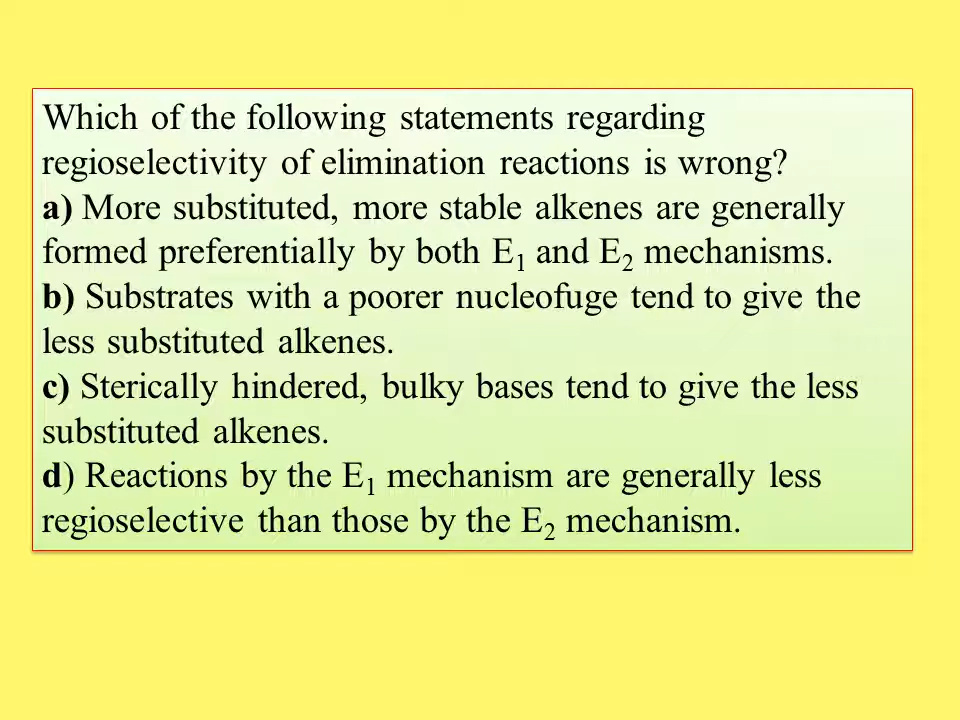 Which of the following statements regarding
regioselectivity of elimination reactions is wrong?
a) More substituted, more stable alkenes are generally
formed preferentially by both E₁ and E₂ mechanisms.
b) Substrates with a poorer nucleofuge tend to give the
less substituted alkenes.
c) Sterically hindered, bulky bases tend to give the less
substituted alkenes.
d) Reactions by the E₁ mechanism are generally less
regioselective than those by the E₂ mechanism.